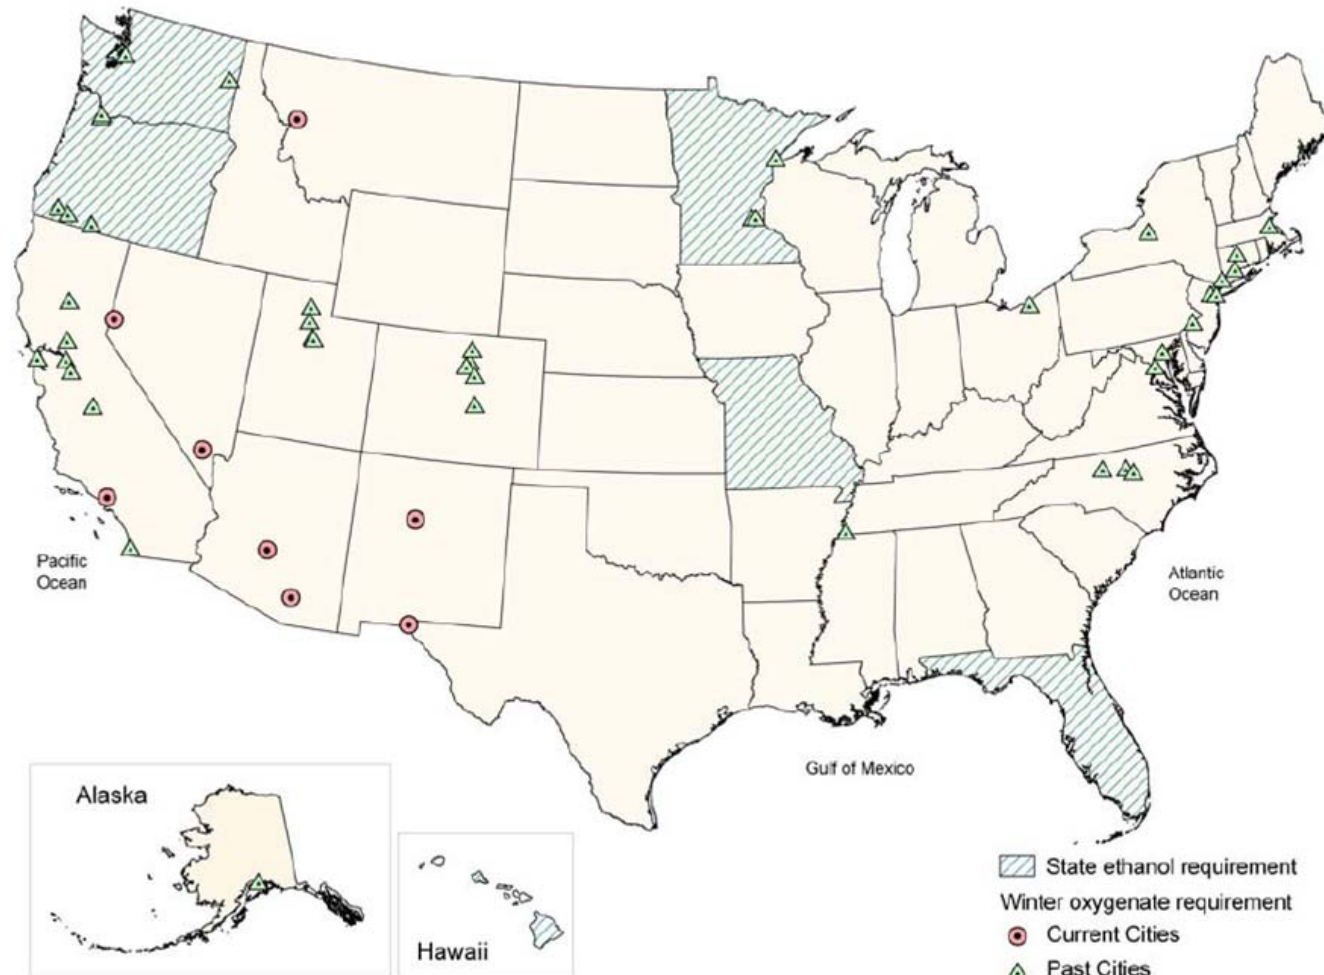 Pacific
Ocean
Atlantic
Ocean
Gulf of Mexico
Alaska
Hawaii
State ethanol requirement
Winter oxygenate requirement
Current Cities
Past Cities